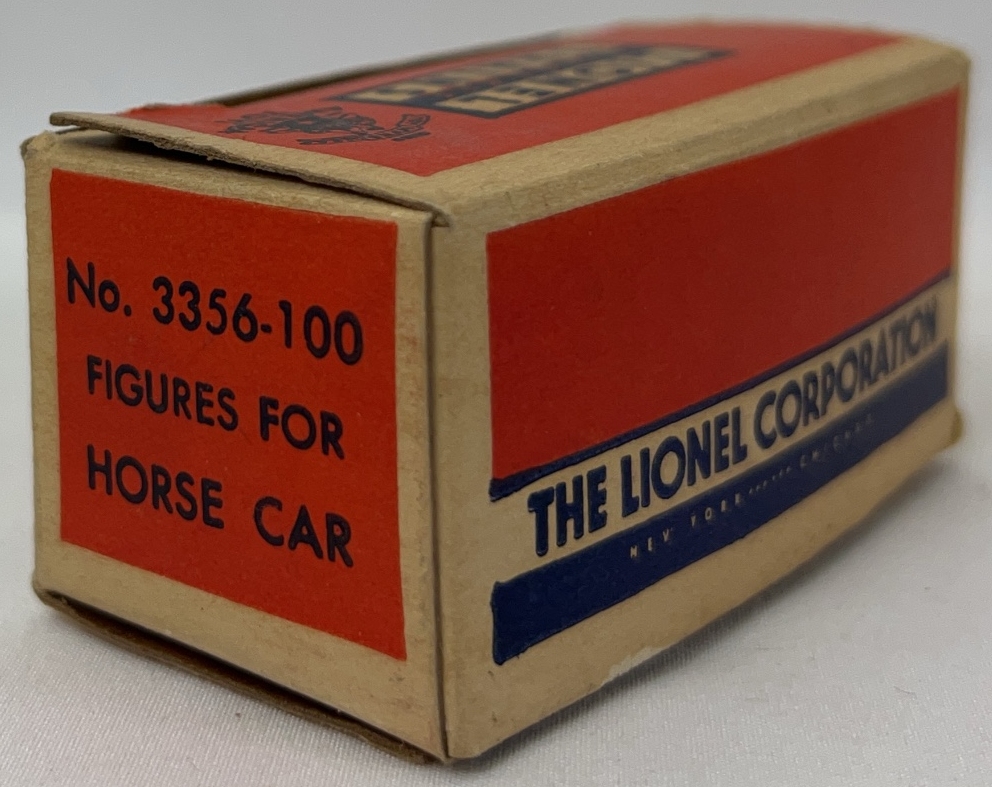 No. 3356-100
FIGURES FOR
HORSE CAR
THE LIONEL CORPORATION
NEW YORK
CHICAGO